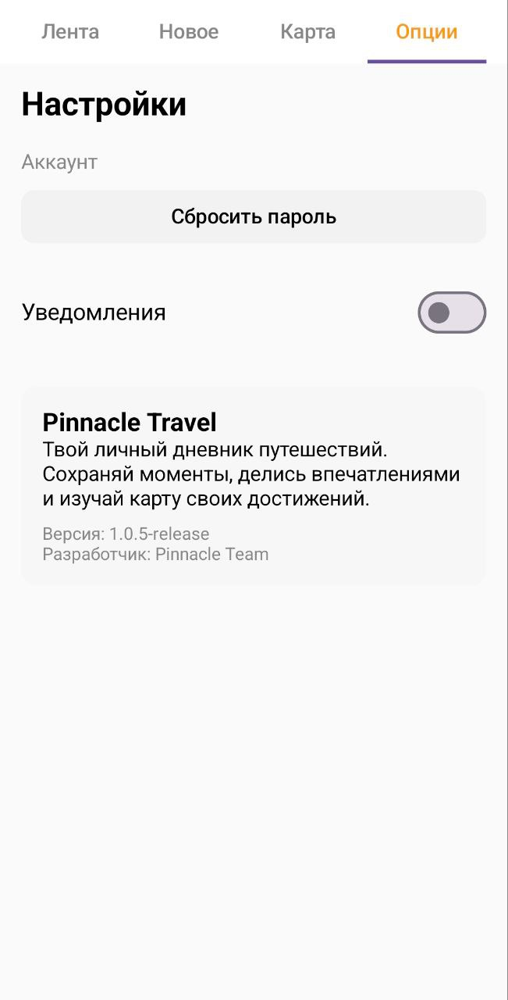 Лента Новое Карта Опции
Настройки
Аккаунт
Сбросить пароль
Уведомления
Pinnacle Travel
Твой личный дневник путешествий.
Сохраняй моменты, делись впечатлениями
и изучай карту своих достижений.
Версия: 1.0.5-release
Разработчик: Pinnacle Team